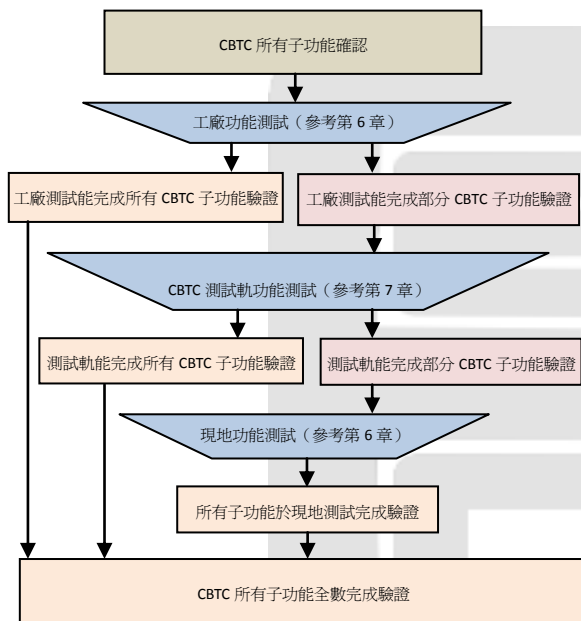 CBTC 所有子功能確認
工廠功能測試（參考第 6 章）
工廠測試能完成所有 CBTC 子功能驗證
工廠測試能完成部分 CBTC 子功能驗證
CBTC 測試軌功能測試（參考第 7 章）
測試軌能完成所有 CBTC 子功能驗證
測試軌能完成部分 CBTC 子功能驗證
現地功能測試（參考第 6 章）
所有子功能於現地測試完成驗證
CBTC 所有子功能全數完成驗證